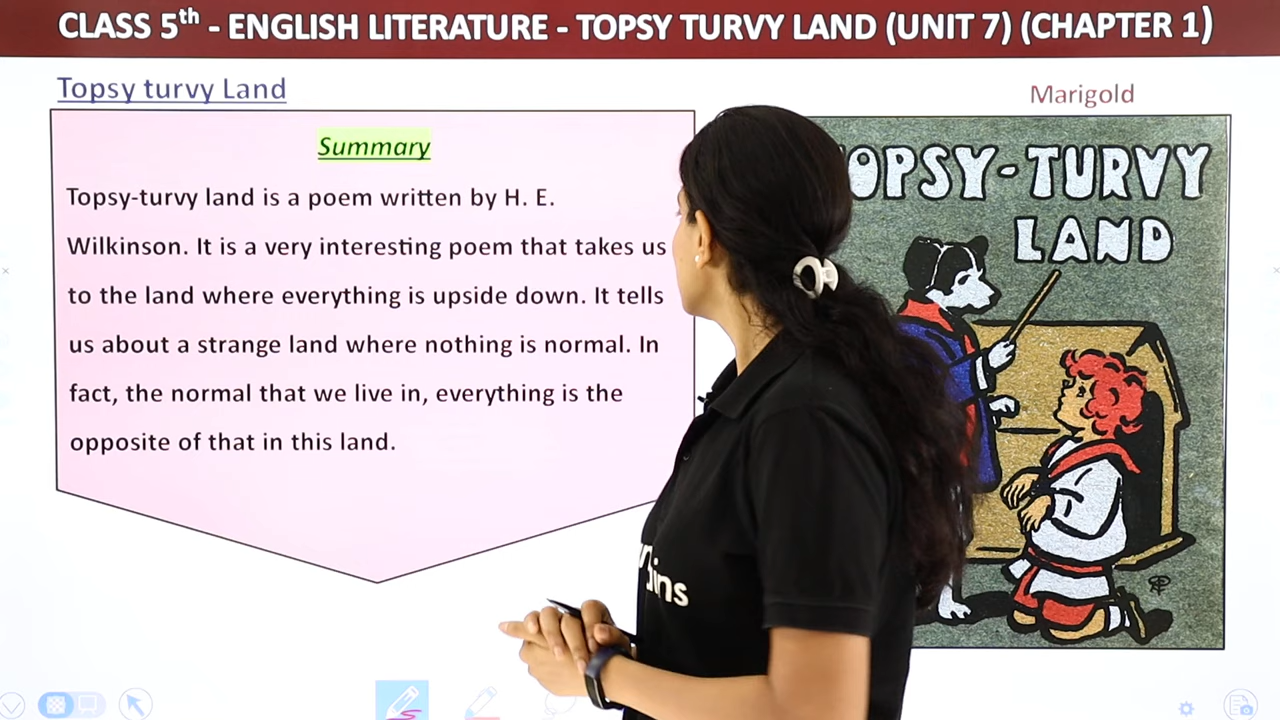 CLASS 5th - ENGLISH LITERATURE - TOPSY TURVY LAND (UNIT 7) (CHAPTER 1)
Topsy turvy Land
Marigold
Summary
Topsy-turvy land is a poem written by H. E.
Wilkinson. It is a very interesting poem that takes us
to the land where everything is upside down. It tells
us about a strange land where nothing is normal. In
fact, the normal that we live in, everything is the
opposite of that in this land.
OPSY-TURVY
LAND